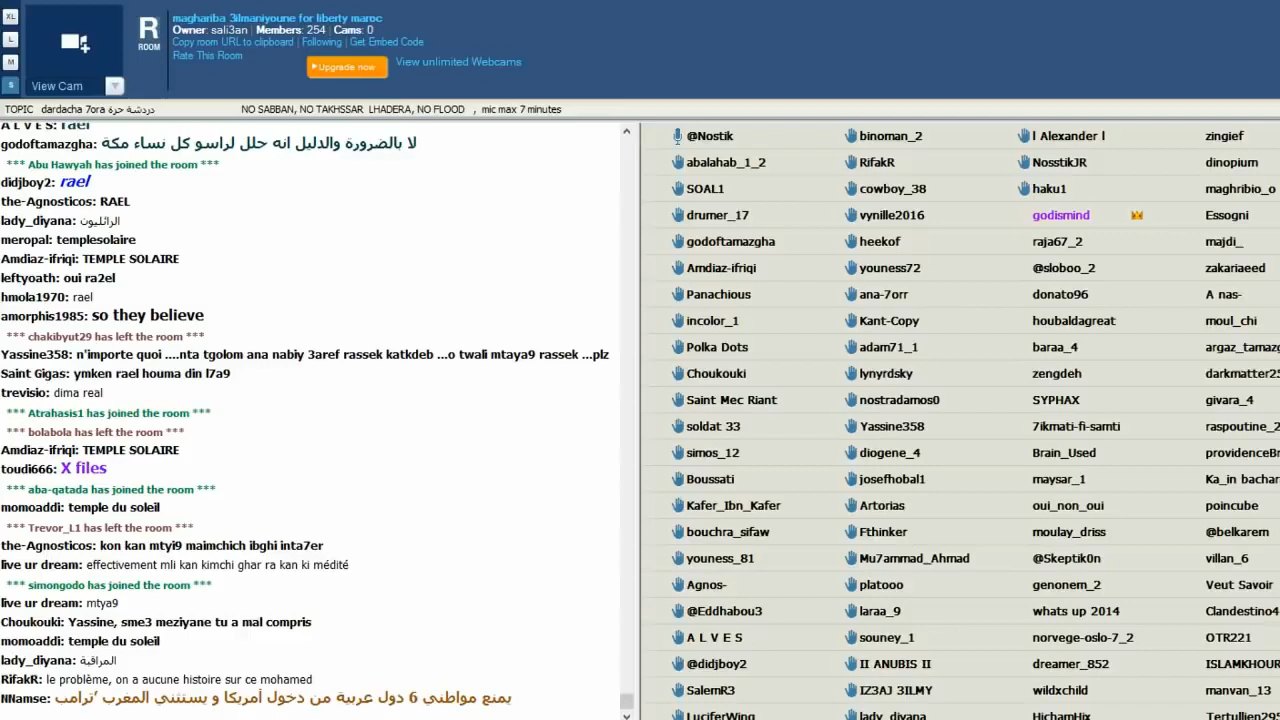 XL
L
M
S
View Cam
R
ROOM
maghariba 3ilmaniyoune for liberty maroc
Owner: sali3an | Members: 254 | Cams: 0
Copy room URL to clipboard | Following | Get Embed Code
Rate This Room
Upgrade now
View unlimited Webcams
TOPIC dardacha 7ora دردشة حرة NO SABBAN, NO TAKHSSAR LHADERA, NO FLOOD , mic max 7 minutes
A L V E S: rael
godoftamazgha: لا بالضرورة والدليل انه حلل لراسو كل نساء مكة
*** Abu Hawyah has joined the room ***
didjboy2: rael
the-Agnosticos: RAEL
lady_diyana: الرائليون
meropal: templesolaire
Amdiaz-ifriqi: TEMPLE SOLAIRE
leftyoath: oui ra2el
hmola1970: rael
amorphis1985: so they believe
*** chakibyut29 has left the room ***
Yassine358: n'importe quoi ....nta tgolom ana nabiy 3aref rassek katkdeb ...o twali mtaya9 rassek ...plz
Saint Gigas: ymken rael houma din l7a9
trevisio: dima real
*** Atrahasis1 has joined the room ***
*** bolabola has left the room ***
Amdiaz-ifriqi: TEMPLE SOLAIRE
toudi666: X files
*** aba-qatada has joined the room ***
momoaddi: temple du soleil
*** Trevor_L1 has left the room ***
the-Agnosticos: kon kan mtyi9 maimchich ibghi inta7er
live ur dream: effectivement mli kan kimchi ghar ra kan ki médité
*** simongodo has joined the room ***
live ur dream: mtya9
Choukouki: Yassine, sme3 meziyane tu a mal compris
momoaddi: temple du soleil
lady_diyana: المراقبة
RifakR: le problème, on a aucune histoire sur ce mohamed
NNamse: يمنع مواطني 6 دول عربية من دخول أمريكا و يستثني المغرب ‘ترامب
@Nostik binoman_2 l Alexander l zingief
abalahab_1_2 RifakR NosstikJR dinopium
SOAL1 cowboy_38 haku1 maghribio_o
drumer_17 vynille2016 godismind Essogni
godoftamazgha heekof raja67_2 majdi_
Amdiaz-ifriqi youness72 @sloboo_2 zakariaeed
Panachious ana-7orr donato96 A nas-
incolor_1 Kant-Copy houbaldagreat moul_chi
Polka Dots adam71_1 baraa_4 argaz_tamaz
Choukouki lynyrdsky zengdeh darkmatter25
Saint Mec Riant nostradamos0 SYPHAX givara_4
soldat 33 Yassine358 7ikmati-fi-samti raspoutine_2
simos_12 diogene_4 Brain_Used providenceBr
Boussati josefhobal1 maysar_1 Ka_in bachar
Kafer_Ibn_Kafer Artorias oui_non_oui poincube
bouchra_sifaw Fthinker moulay_driss @belkarem
youness_81 Mu7ammad_Ahmad @Skeptik0n villan_6
Agnos- platooo genonem_2 Veut Savoir
@Eddhabou3 laraa_9 whats up 2014 Clandestino4
A L V E S souney_1 norvege-oslo-7_2 OTR221
@didjboy2 II ANUBIS II dreamer_852 ISLAMKHOUR
SalemR3 IZ3AJ 3ILMY wildxchild manvan_13
LuciferWing lady_diyana HichamHix Tertullien295